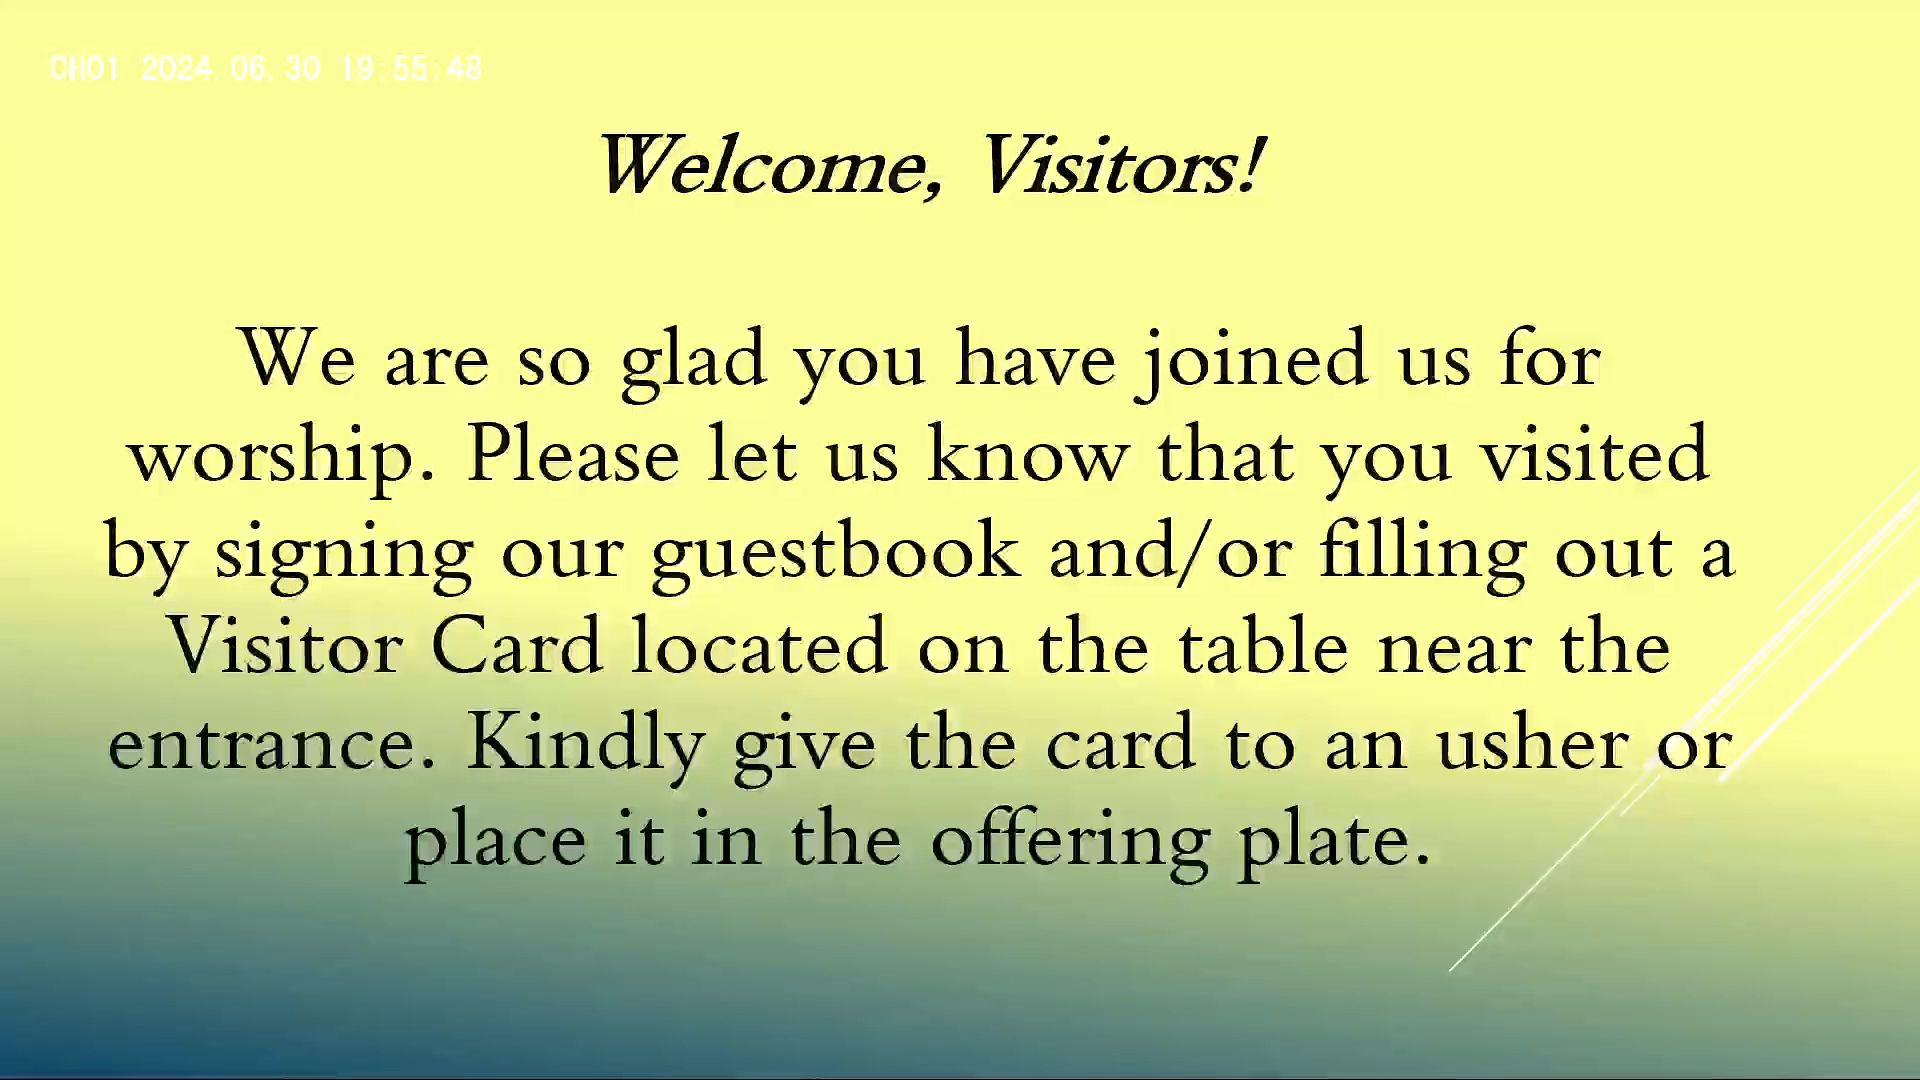 CH01 2024.06.30 19:55:48
Welcome, Visitors!
We are so glad you have joined us for
worship. Please let us know that you visited
by signing our guestbook and/or filling out a
Visitor Card located on the table near the
entrance. Kindly give the card to an usher or
place it in the offering plate.